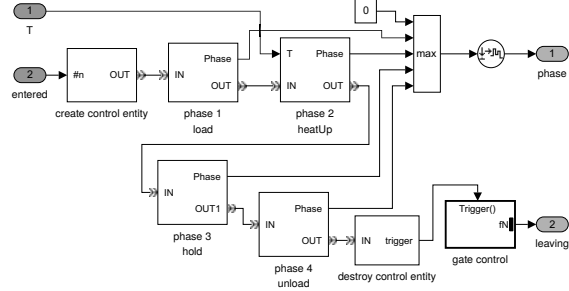 1
T
0
2
entered
#n OUT
create control entity
Phase
IN
OUT
phase 1
load
T Phase
IN OUT
phase 2
heatUp
max
1
phase
Phase
IN
OUT1
phase 3
hold
Phase
IN
OUT
phase 4
unload
IN trigger
destroy control entity
Trigger()
fN
gate control
2
leaving